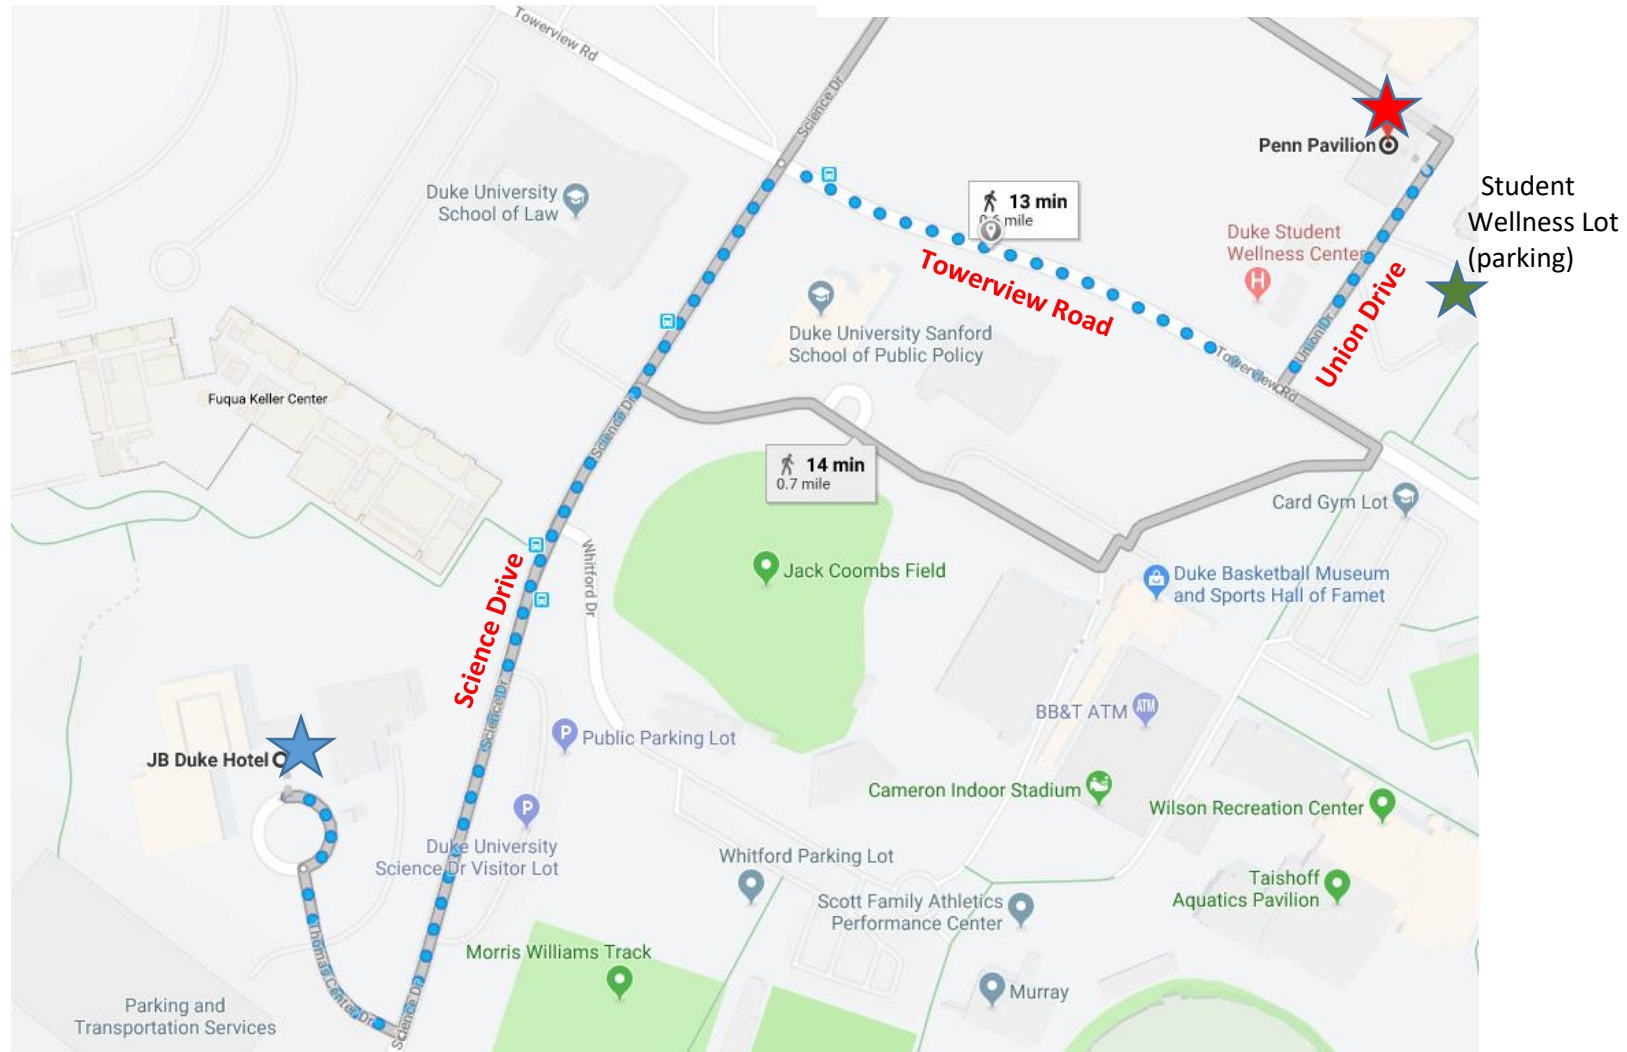 Towerview Rd
Science Dr
Penn Pavilion
Student
Wellness Lot
(parking)
Duke University
School of Law
13 min
mile
Duke Student
Wellness Center
H
Towerview Road
Union Drive
Union Dr
Duke University Sanford
School of Public Policy
Towerview Rd
Fuqua Keller Center
Science Dr
14 min
0.7 mile
Card Gym Lot
Whitford Dr
Jack Coombs Field
Duke Basketball Museum
and Sports Hall of Famet
Science Drive
Science Dr
BB&T ATM
ATM
P
Public Parking Lot
JB Duke Hotel
Cameron Indoor Stadium
Wilson Recreation Center
P
Duke University
Science Dr Visitor Lot
Whitford Parking Lot
Taishoff
Aquatics Pavilion
Scott Family Athletics
Performance Center
Morris Williams Track
Thomas Center Dr
Murray
Parking and
Transportation Services
Science Dr